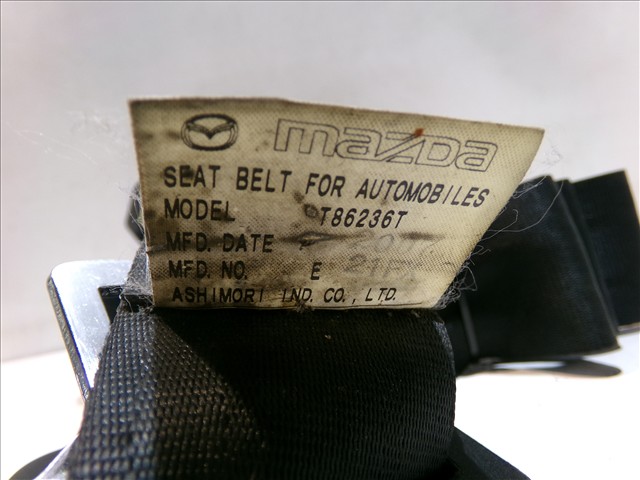 mazda
SEAT BELT FOR AUTOMOBILES
MODEL T86236T
MFD. DATE
MFD. NO. E
ASHIMORI IND. CO., LTD.